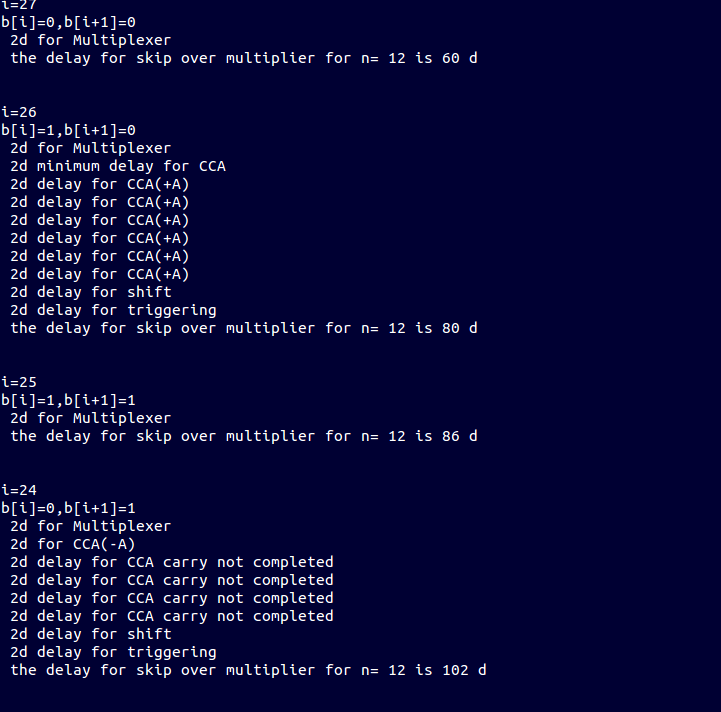 i=27
b[i]=0,b[i+1]=0
2d for Multiplexer
the delay for skip over multiplier for n= 12 is 60 d
i=26
b[i]=1,b[i+1]=0
2d for Multiplexer
2d minimum delay for CCA
2d delay for CCA(+A)
2d delay for CCA(+A)
2d delay for CCA(+A)
2d delay for CCA(+A)
2d delay for CCA(+A)
2d delay for CCA(+A)
2d delay for shift
2d delay for triggering
the delay for skip over multiplier for n= 12 is 80 d
i=25
b[i]=1,b[i+1]=1
2d for Multiplexer
the delay for skip over multiplier for n= 12 is 86 d
i=24
b[i]=0,b[i+1]=1
2d for Multiplexer
2d for CCA(-A)
2d delay for CCA carry not completed
2d delay for CCA carry not completed
2d delay for CCA carry not completed
2d delay for CCA carry not completed
2d delay for shift
2d delay for triggering
the delay for skip over multiplier for n= 12 is 102 d